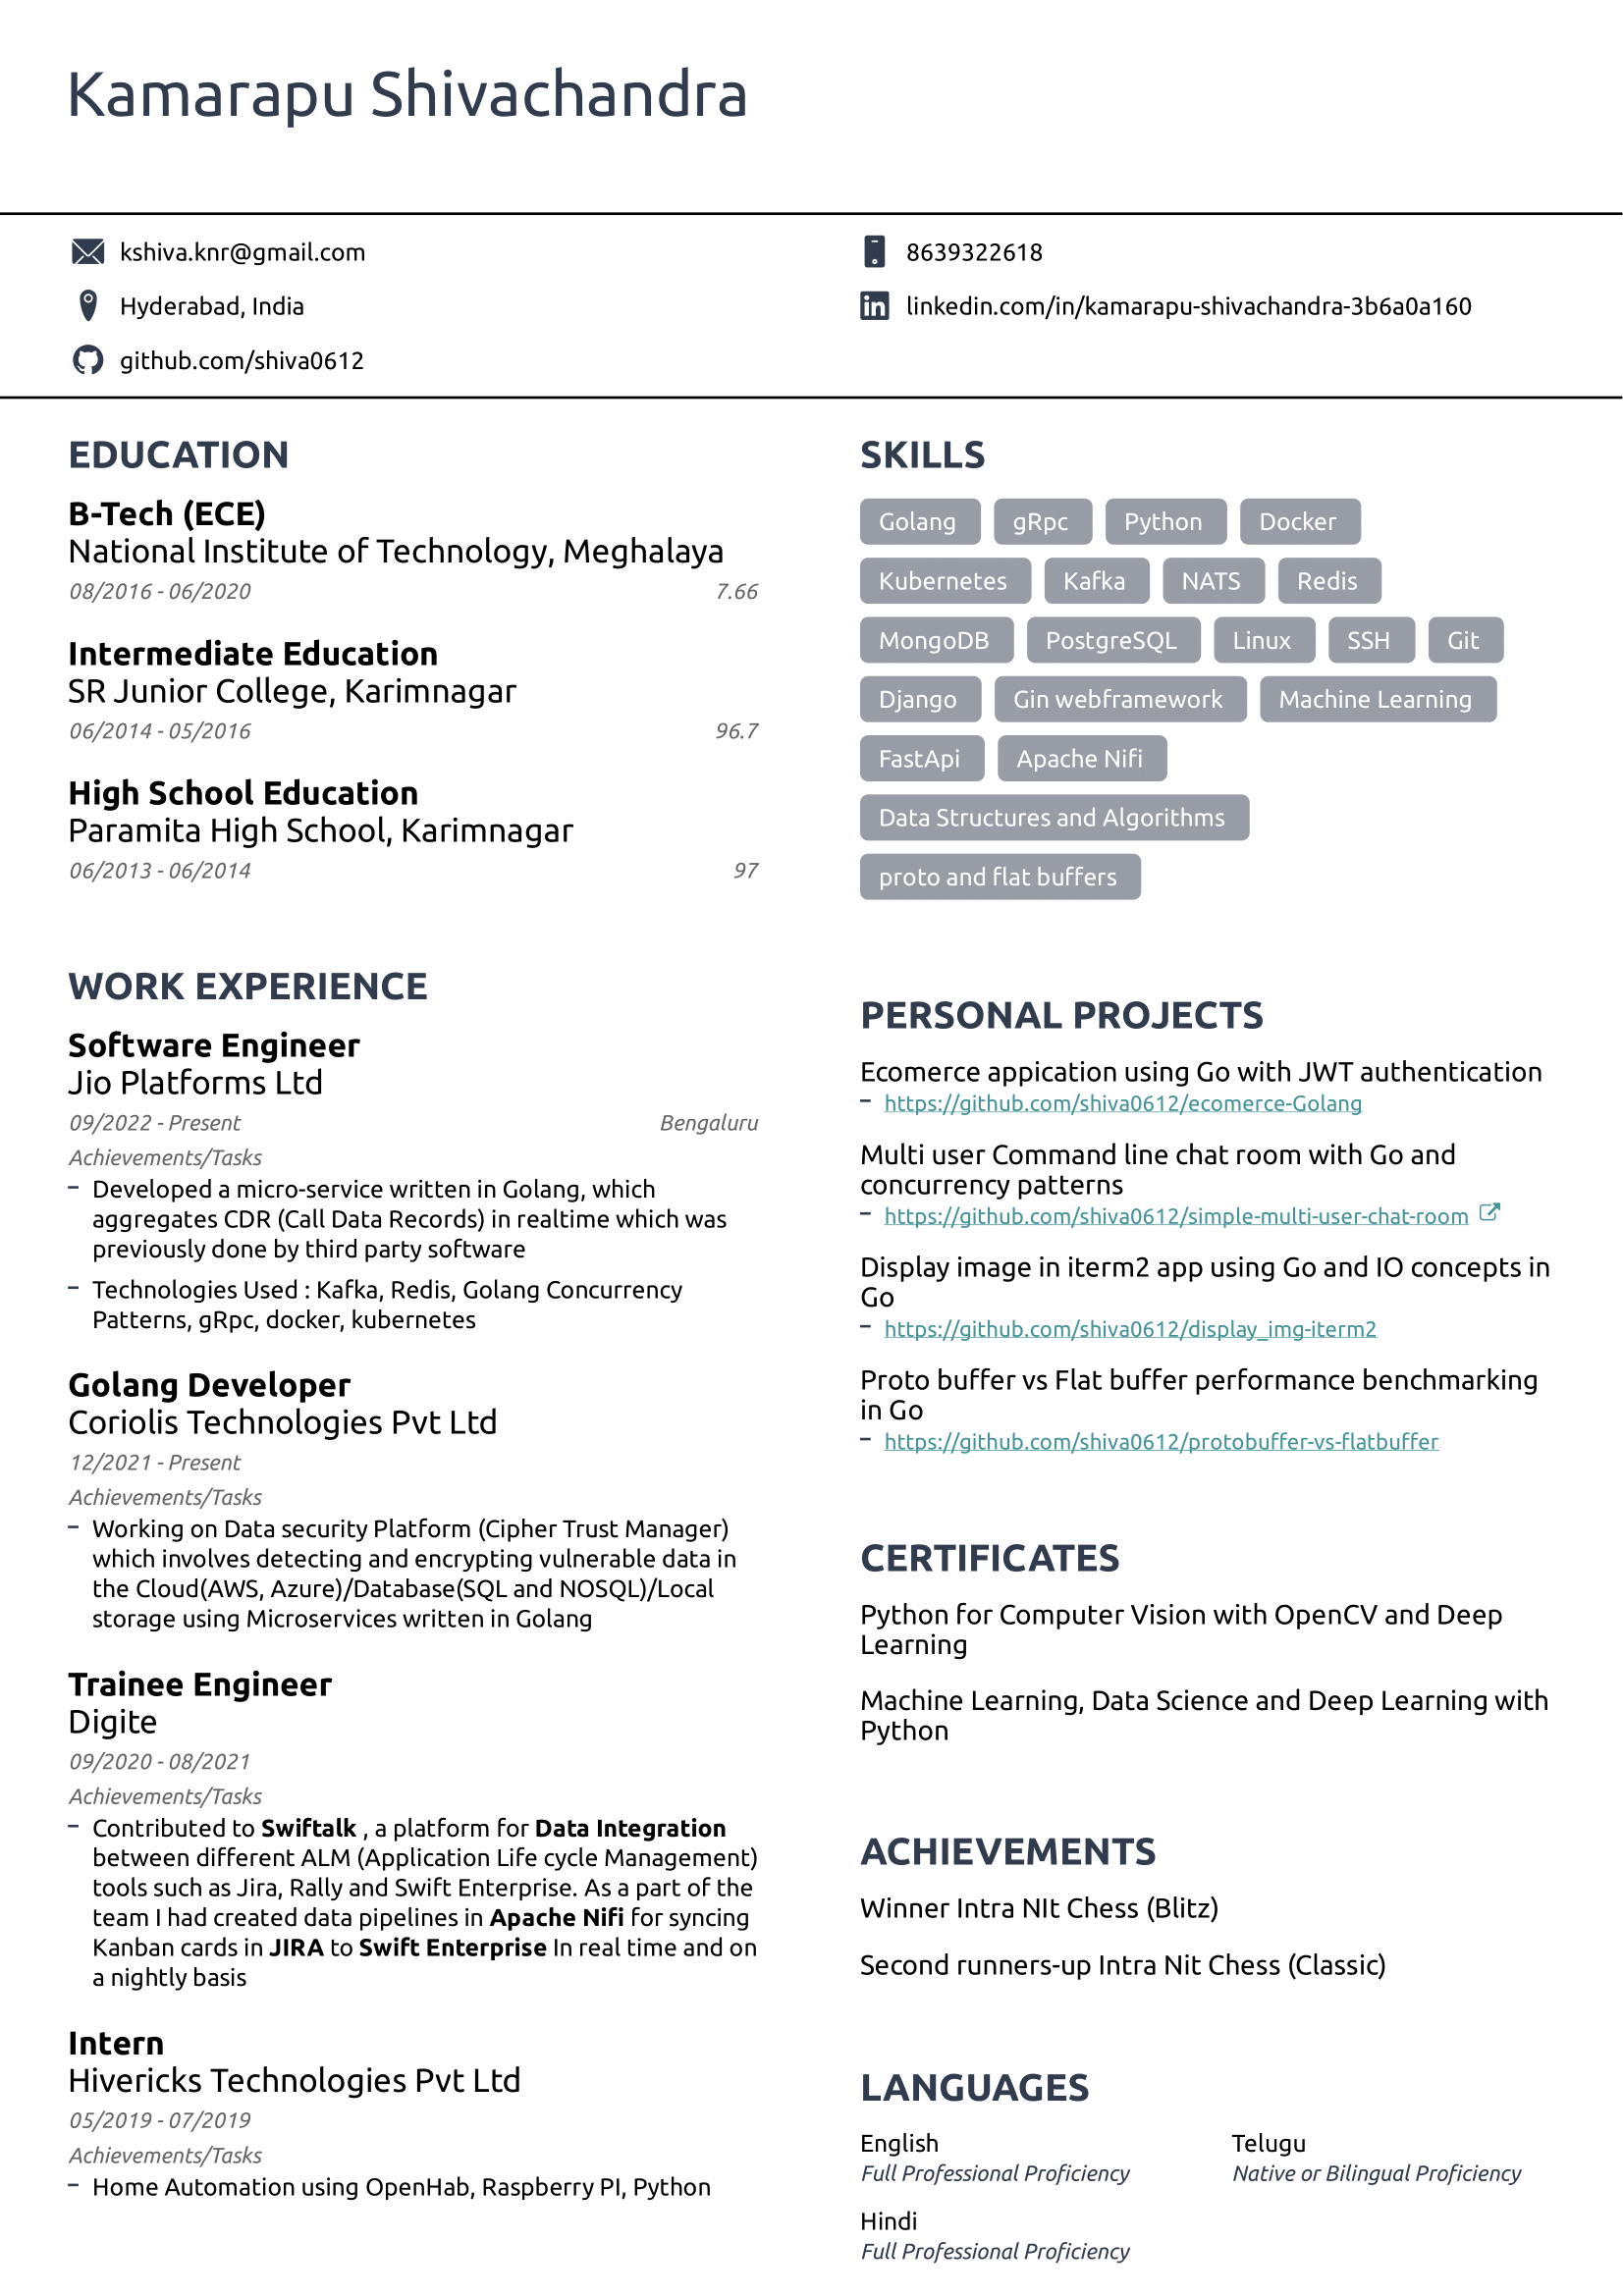 Kamarapu Shivachandra
kshiva.knr@gmail.com
8639322618
Hyderabad, India
linkedin.com/in/kamarapu-shivachandra-3b6a0a160
github.com/shiva0612
EDUCATION
B-Tech (ECE)
National Institute of Technology, Meghalaya
08/2016 - 06/2020 7.66
Intermediate Education
SR Junior College, Karimnagar
06/2014 - 05/2016 96.7
High School Education
Paramita High School, Karimnagar
06/2013 - 06/2014 97
WORK EXPERIENCE
Software Engineer
Jio Platforms Ltd
09/2022 - Present Bengaluru
Achievements/Tasks
– Developed a micro-service written in Golang, which
aggregates CDR (Call Data Records) in realtime which was
previously done by third party software
– Technologies Used : Kafka, Redis, Golang Concurrency
Patterns, gRpc, docker, kubernetes
Golang Developer
Coriolis Technologies Pvt Ltd
12/2021 - Present
Achievements/Tasks
– Working on Data security Platform (Cipher Trust Manager)
which involves detecting and encrypting vulnerable data in
the Cloud(AWS, Azure)/Database(SQL and NOSQL)/Local
storage using Microservices written in Golang
Trainee Engineer
Digite
09/2020 - 08/2021
Achievements/Tasks
– Contributed to Swiftalk , a platform for Data Integration
between different ALM (Application Life cycle Management)
tools such as Jira, Rally and Swift Enterprise. As a part of the
team I had created data pipelines in Apache Nifi for syncing
Kanban cards in JIRA to Swift Enterprise In real time and on
a nightly basis
Intern
Hivericks Technologies Pvt Ltd
05/2019 - 07/2019
Achievements/Tasks
– Home Automation using OpenHab, Raspberry PI, Python
SKILLS
Golang gRpc Python Docker
Kubernetes Kafka NATS Redis
MongoDB PostgreSQL Linux SSH Git
Django Gin webframework Machine Learning
FastApi Apache Nifi
Data Structures and Algorithms
proto and flat buffers
PERSONAL PROJECTS
Ecomerce appication using Go with JWT authentication
– https://github.com/shiva0612/ecomerce-Golang
Multi user Command line chat room with Go and
concurrency patterns
– https://github.com/shiva0612/simple-multi-user-chat-room
Display image in iterm2 app using Go and IO concepts in
Go
– https://github.com/shiva0612/display_img-iterm2
Proto buffer vs Flat buffer performance benchmarking
in Go
– https://github.com/shiva0612/protobuffer-vs-flatbuffer
CERTIFICATES
Python for Computer Vision with OpenCV and Deep
Learning
Machine Learning, Data Science and Deep Learning with
Python
ACHIEVEMENTS
Winner Intra NIt Chess (Blitz)
Second runners-up Intra Nit Chess (Classic)
LANGUAGES
English Telugu
Full Professional Proficiency Native or Bilingual Proficiency
Hindi
Full Professional Proficiency